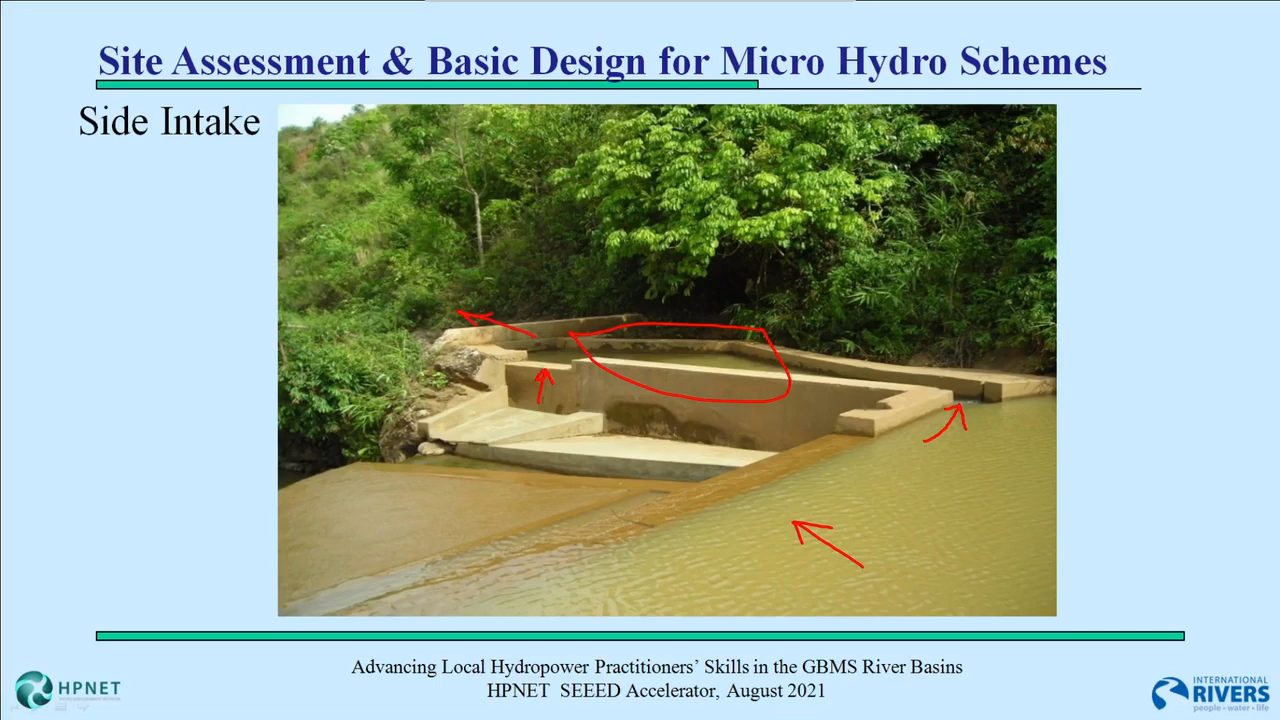 Site Assessment & Basic Design for Micro Hydro Schemes
Side Intake
Advancing Local Hydropower Practitioners' Skills in the GBMS River Basins
HPNET SEEED Accelerator, August 2021
HPNET
INTERNATIONAL
RIVERS
people • water • life